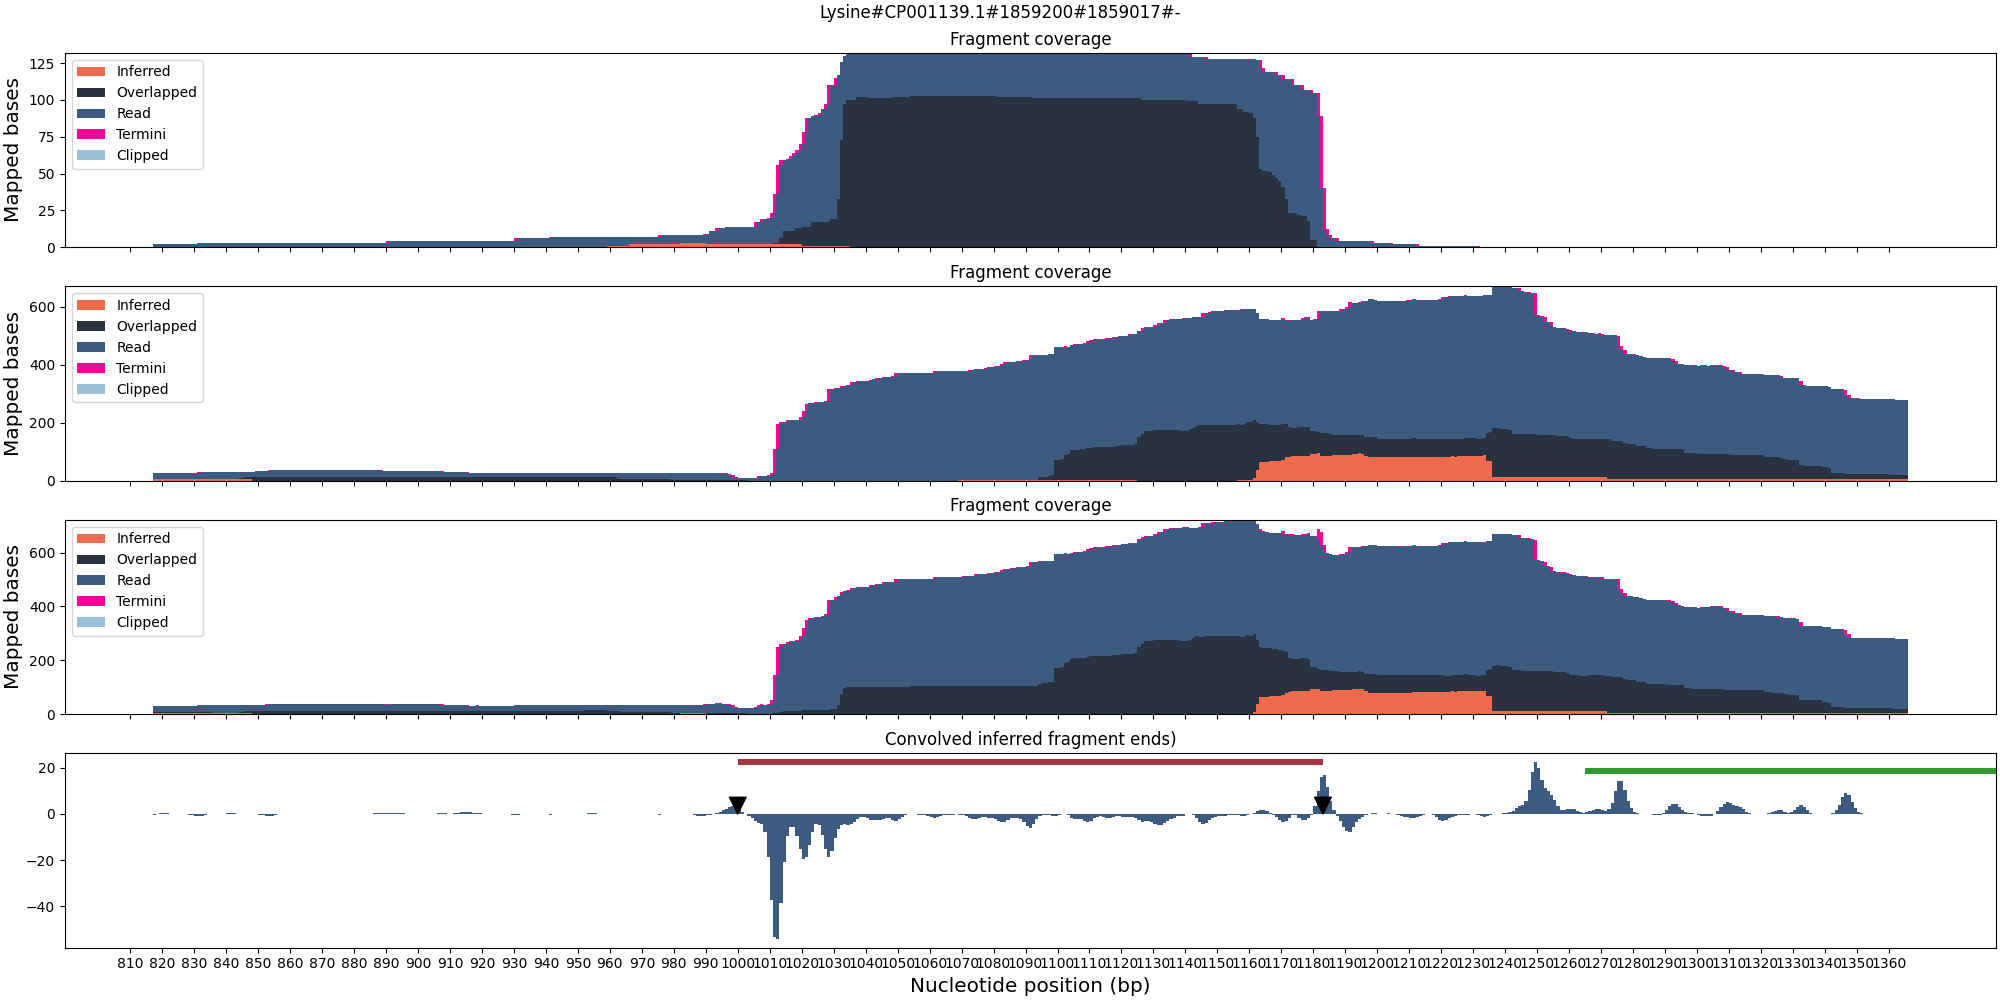 Lysine#CP001139.1#1859200#1859017#-
Fragment coverage
Mapped bases
125
100
75
50
25
0
Inferred
Overlapped
Read
Termini
Clipped
Fragment coverage
Mapped bases
600
400
200
0
Inferred
Overlapped
Read
Termini
Clipped
Fragment coverage
Mapped bases
600
400
200
0
Inferred
Overlapped
Read
Termini
Clipped
Convolved inferred fragment ends)
20
0
−20
−40
810 820 830 840 850 860 870 880 890 900 910 920 930 940 950 960 970 980 990 1000 1010 1020 1030 1040 1050 1060 1070 1080 1090 1100 1110 1120 1130 1140 1150 1160 1170 1180 1190 1200 1210 1220 1230 1240 1250 1260 1270 1280 1290 1300 1310 1320 1330 1340 1350 1360
Nucleotide position (bp)